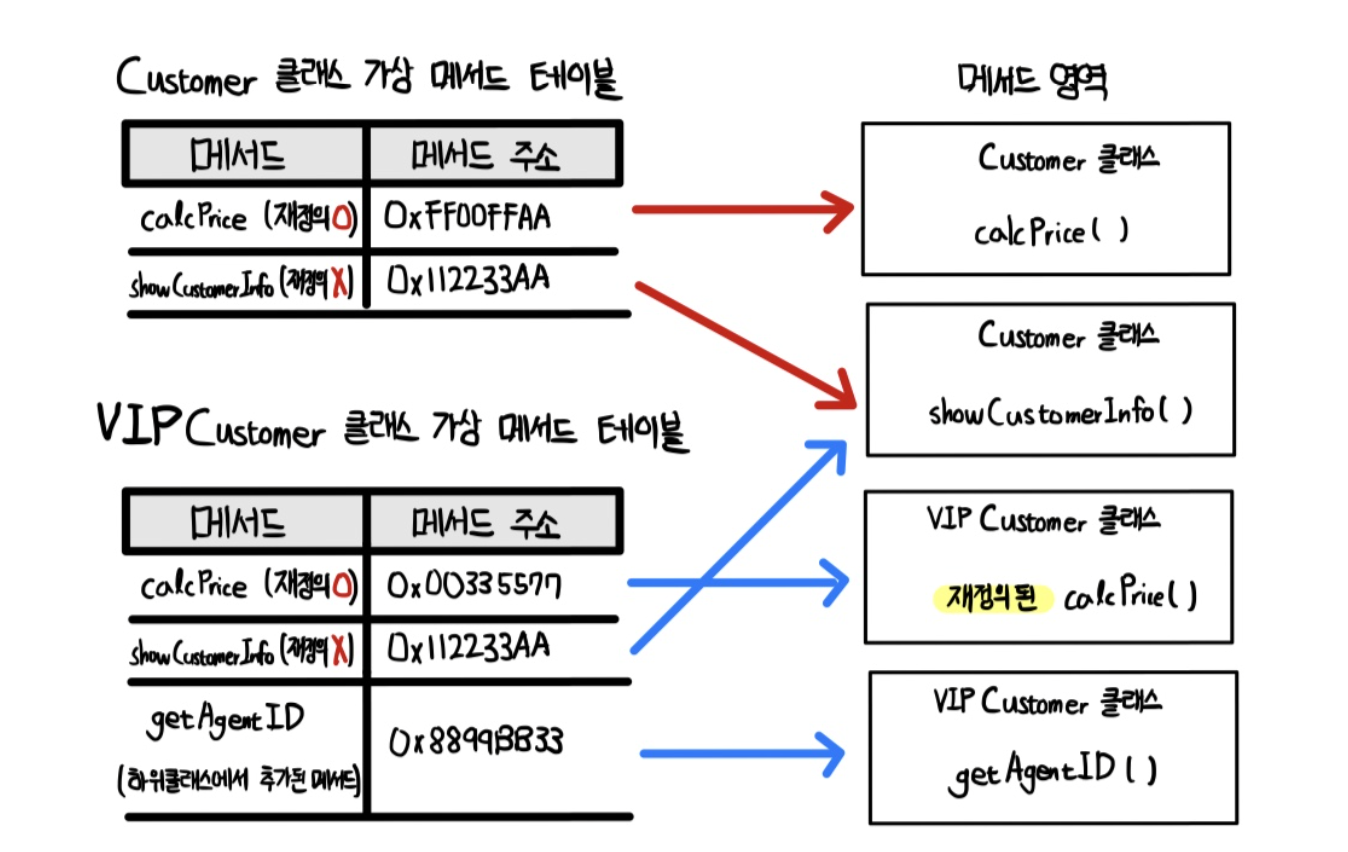 Customer 클래스 가상 메서드 테이블
메서드 메서드 주소
calcPrice (재정의O) 0xFF00FFAA
showCustomerInfo (재정의X) 0x112233AA
VIPCustomer 클래스 가상 메서드 테이블
메서드 메서드 주소
calcPrice (재정의O) 0x00335577
showCustomerInfo (재정의X) 0x112233AA
getAgentID
(하위클래스에서 추가된 메서드)
0x8899BB33
메서드 영역
Customer 클래스
calcPrice( )
Customer 클래스
showCustomerInfo( )
VIP Customer 클래스
재정의된 calcPrice( )
VIP Customer 클래스
getAgentID( )